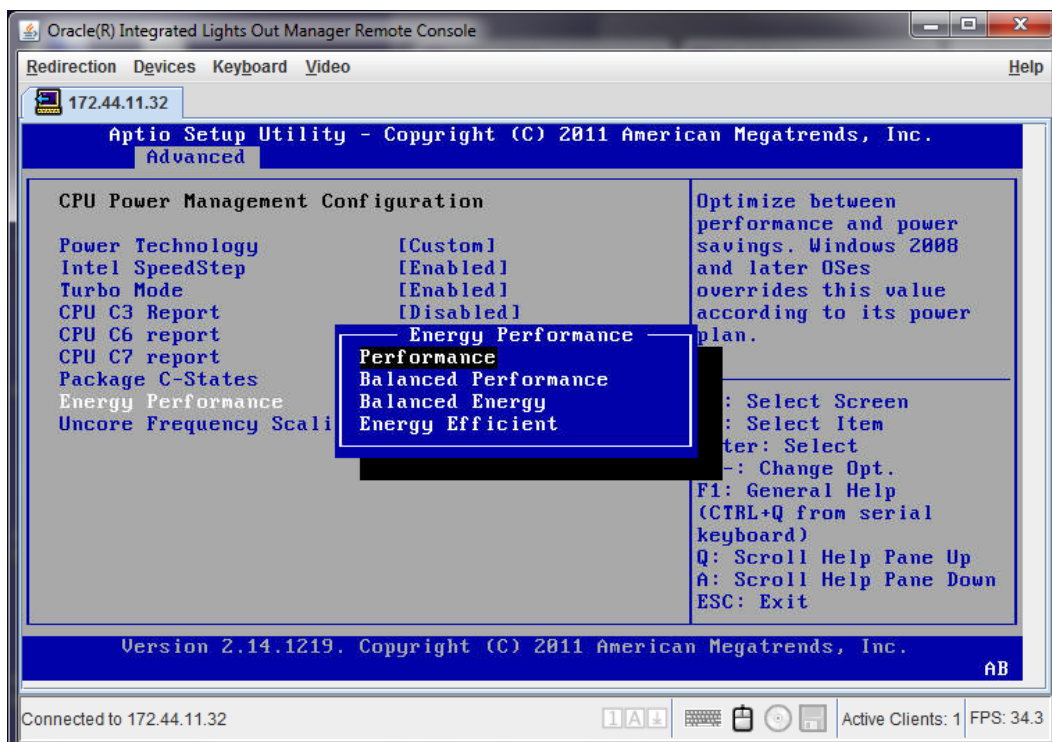 Oracle(R) Integrated Lights Out Manager Remote Console
Redirection Devices Keyboard Video Help
172.44.11.32
Aptio Setup Utility - Copyright (C) 2011 American Megatrends, Inc.
Advanced
CPU Power Management Configuration
Power Technology [Custom]
Intel SpeedStep [Enabled]
Turbo Mode [Enabled]
CPU C3 Report [Disabled]
CPU C6 report
CPU C7 report
Package C-States
Energy Performance
Uncore Frequency Scali
Energy Performance
Performance
Balanced Performance
Balanced Energy
Energy Efficient
Optimize between
performance and power
savings. Windows 2008
and later OSes
overrides this value
according to its power
plan.
: Select Screen
: Select Item
ter: Select
-: Change Opt.
F1: General Help
(CTRL+Q from serial
keyboard)
Q: Scroll Help Pane Up
A: Scroll Help Pane Down
ESC: Exit
Version 2.14.1219. Copyright (C) 2011 American Megatrends, Inc.
AB
Connected to 172.44.11.32 1 A Active Clients: 1 FPS: 34.3